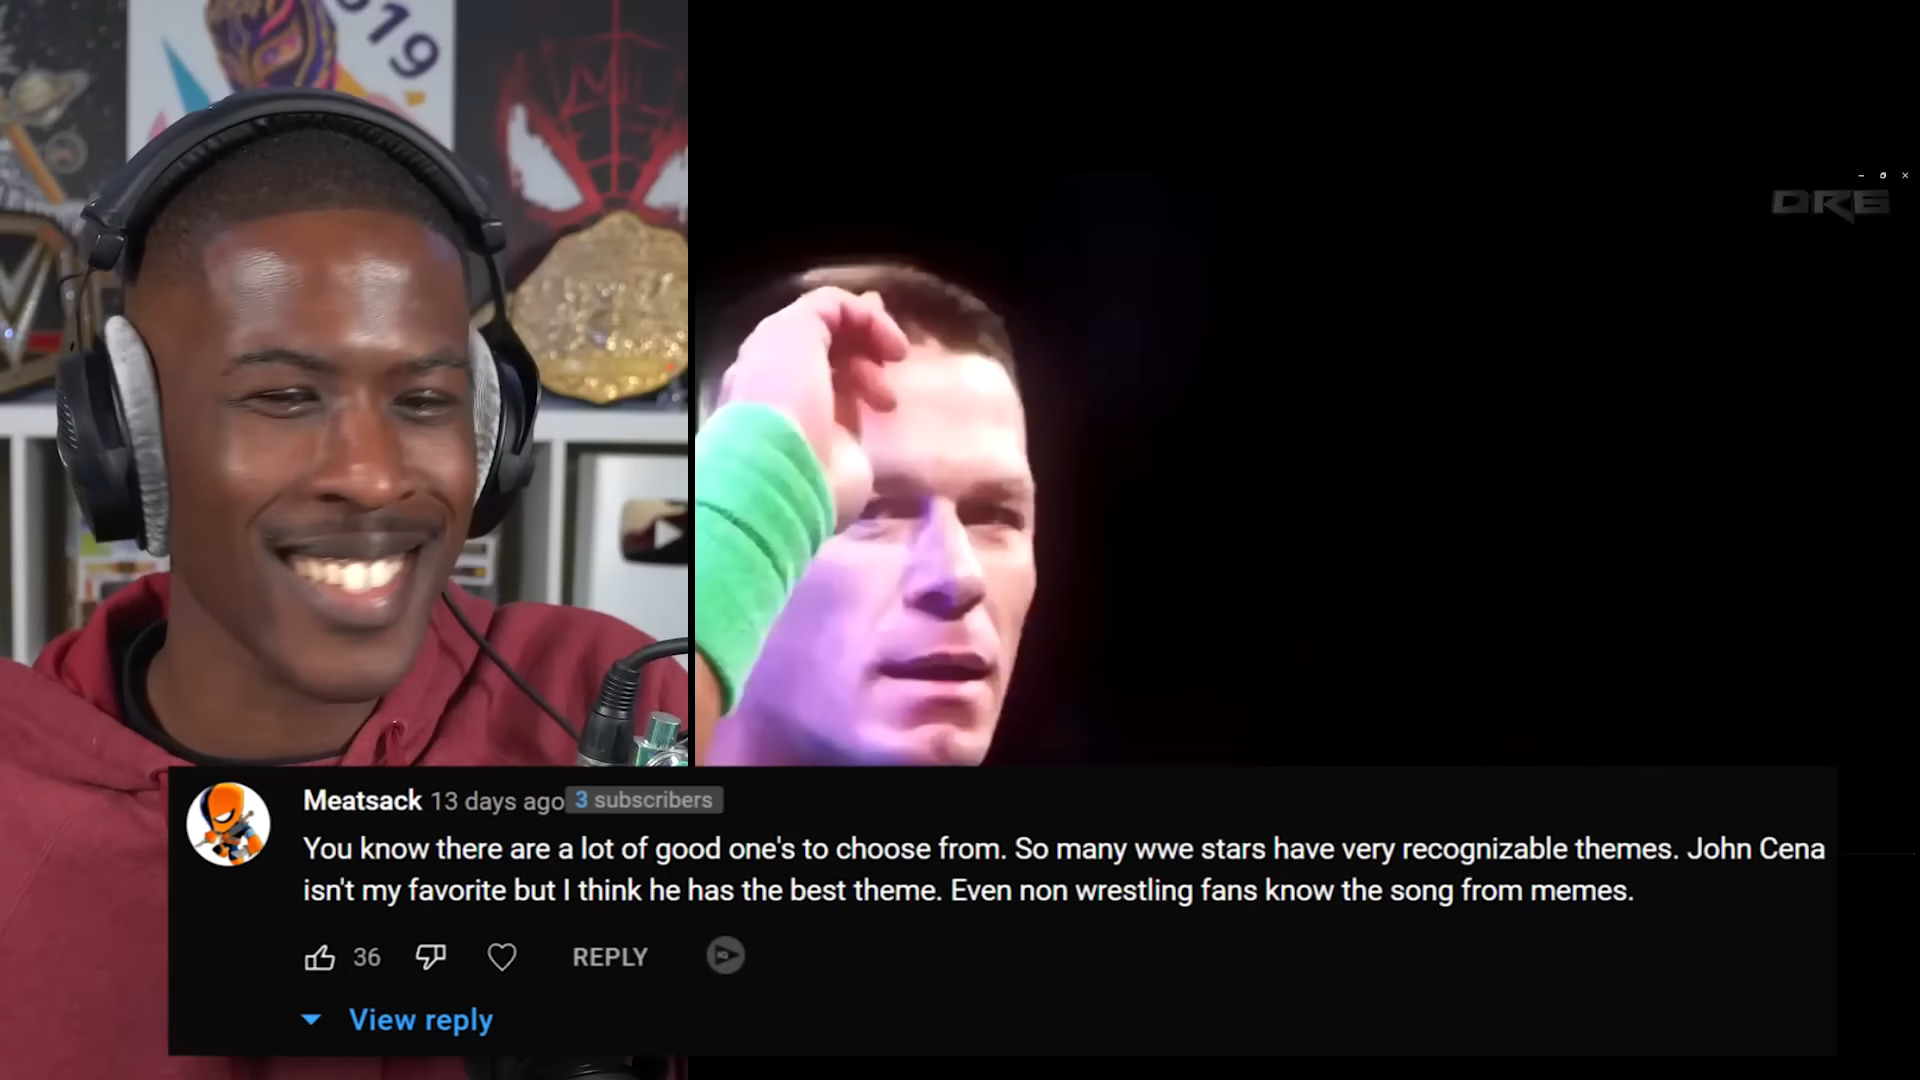 619
DR6
Meatsack 13 days ago 3 subscribers
You know there are a lot of good one's to choose from. So many wwe stars have very recognizable themes. John Cena
isn't my favorite but I think he has the best theme. Even non wrestling fans know the song from memes.
36 REPLY
View reply